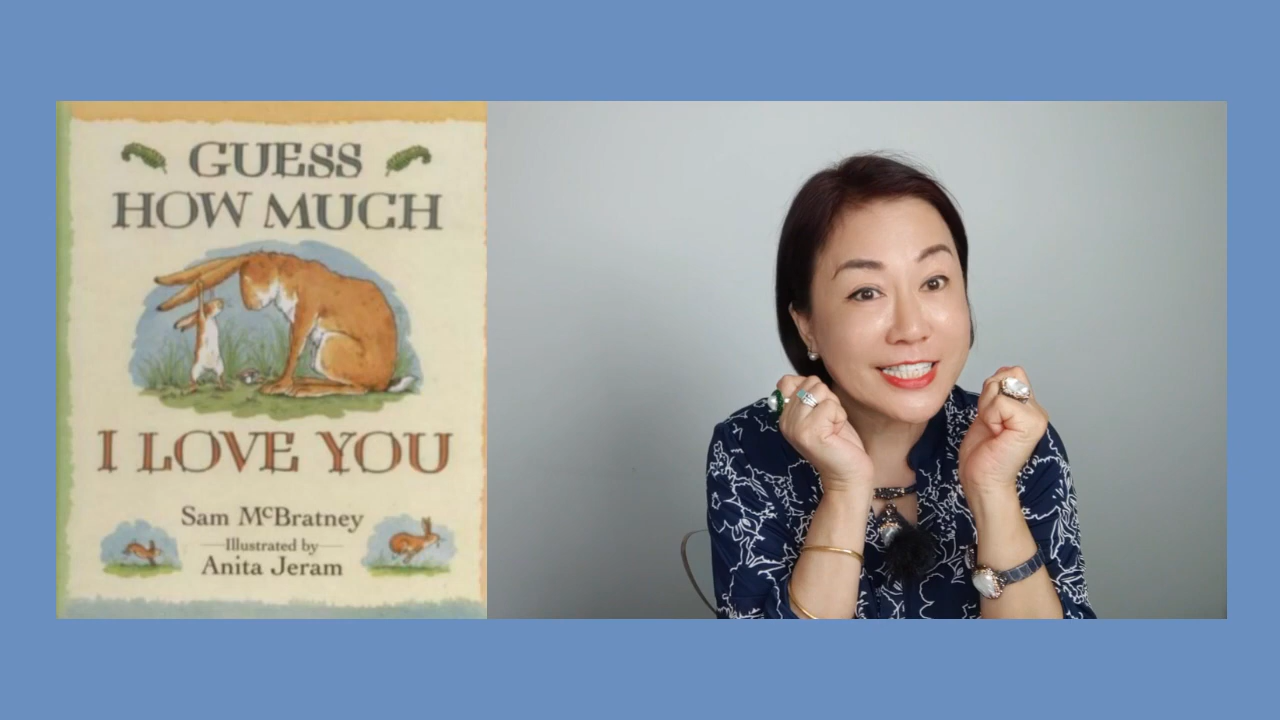 GUESS
HOW MUCH
I LOVE YOU
Sam McBratney
Illustrated by
Anita Jeram